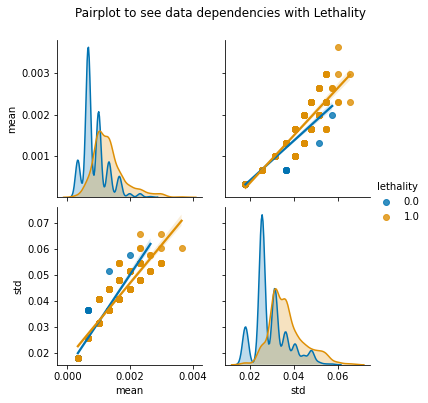 Pairplot to see data dependencies with Lethality
0.003
0.002
0.001
mean
lethality
0.0
1.0
0.07
0.06
0.05
0.04
0.03
0.02
std
0.000 0.002 0.004
mean
0.02 0.04 0.06
std